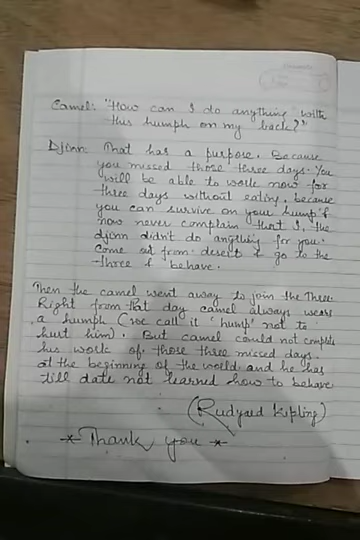 Camel: "How can I do anything with
this humph on my back?"
Djinn: That has a purpose. Because
you missed those three days. You
will be able to work now for
three days without eating, because
you can survive on your hump &
now never complain that I, the
djinn didn't do anything for you.
Come out from desert & go to the
three & behave.
Then the camel went away to join the Three.
Right from that day camel always wears
a humph (we call it 'hump' not to
hurt him). But camel could not complete
his work of those three missed days
at the beginning of the world and he has
till date not learned how to behave
(Rudyard Kipling)
Thank you